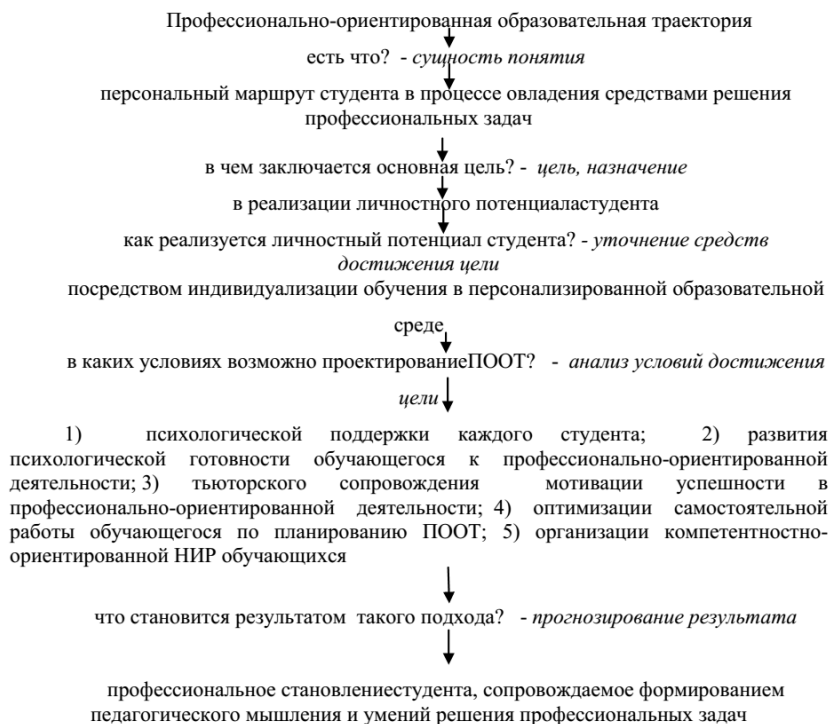 Профессионально-ориентированная образовательная траектория
есть что? - сущность понятия
персональный маршрут студента в процессе овладения средствами решения
профессиональных задач
в чем заключается основная цель? - цель, назначение
в реализации личностного потенциаластудента
как реализуется личностный потенциал студента? - уточнение средств
достижения цели
посредством индивидуализации обучения в персонализированной образовательной
среде
в каких условиях возможно проектированиеПООТ? - анализ условий достижения
цели
1) психологической поддержки каждого студента; 2) развития
психологической готовности обучающегося к профессионально-ориентированной
деятельности; 3) тьюторского сопровождения мотивации успешности в
профессионально-ориентированной деятельности; 4) оптимизации самостоятельной
работы обучающегося по планированию ПООТ; 5) организации компетентностно-
ориентированной НИР обучающихся
что становится результатом такого подхода? - прогнозирование результата
профессиональное становлениестудента, сопровождаемое формированием
педагогического мышления и умений решения профессиональных задач